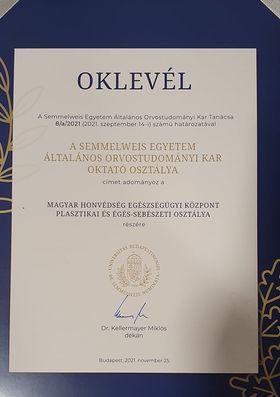 OKLEVÉL
A Semmelweis Egyetem Általános Orvostudományi Kar Tanácsa
8/a/2021 (2021. szeptember 14-i) számú határozatával
A SEMMELWEIS EGYETEM
ÁLTALÁNOS ORVOSTUDOMÁNYI KAR
OKTATÓ OSZTÁLYA
címet adományoz a
MAGYAR HONVÉDSÉG EGÉSZSÉGÜGYI KÖZPONT
PLASZTIKAI ÉS ÉGÉS-SEBÉSZETI OSZTÁLYA
részére
Dr. Kellermayer Miklós
dékán
Budapest, 2021. november 25.